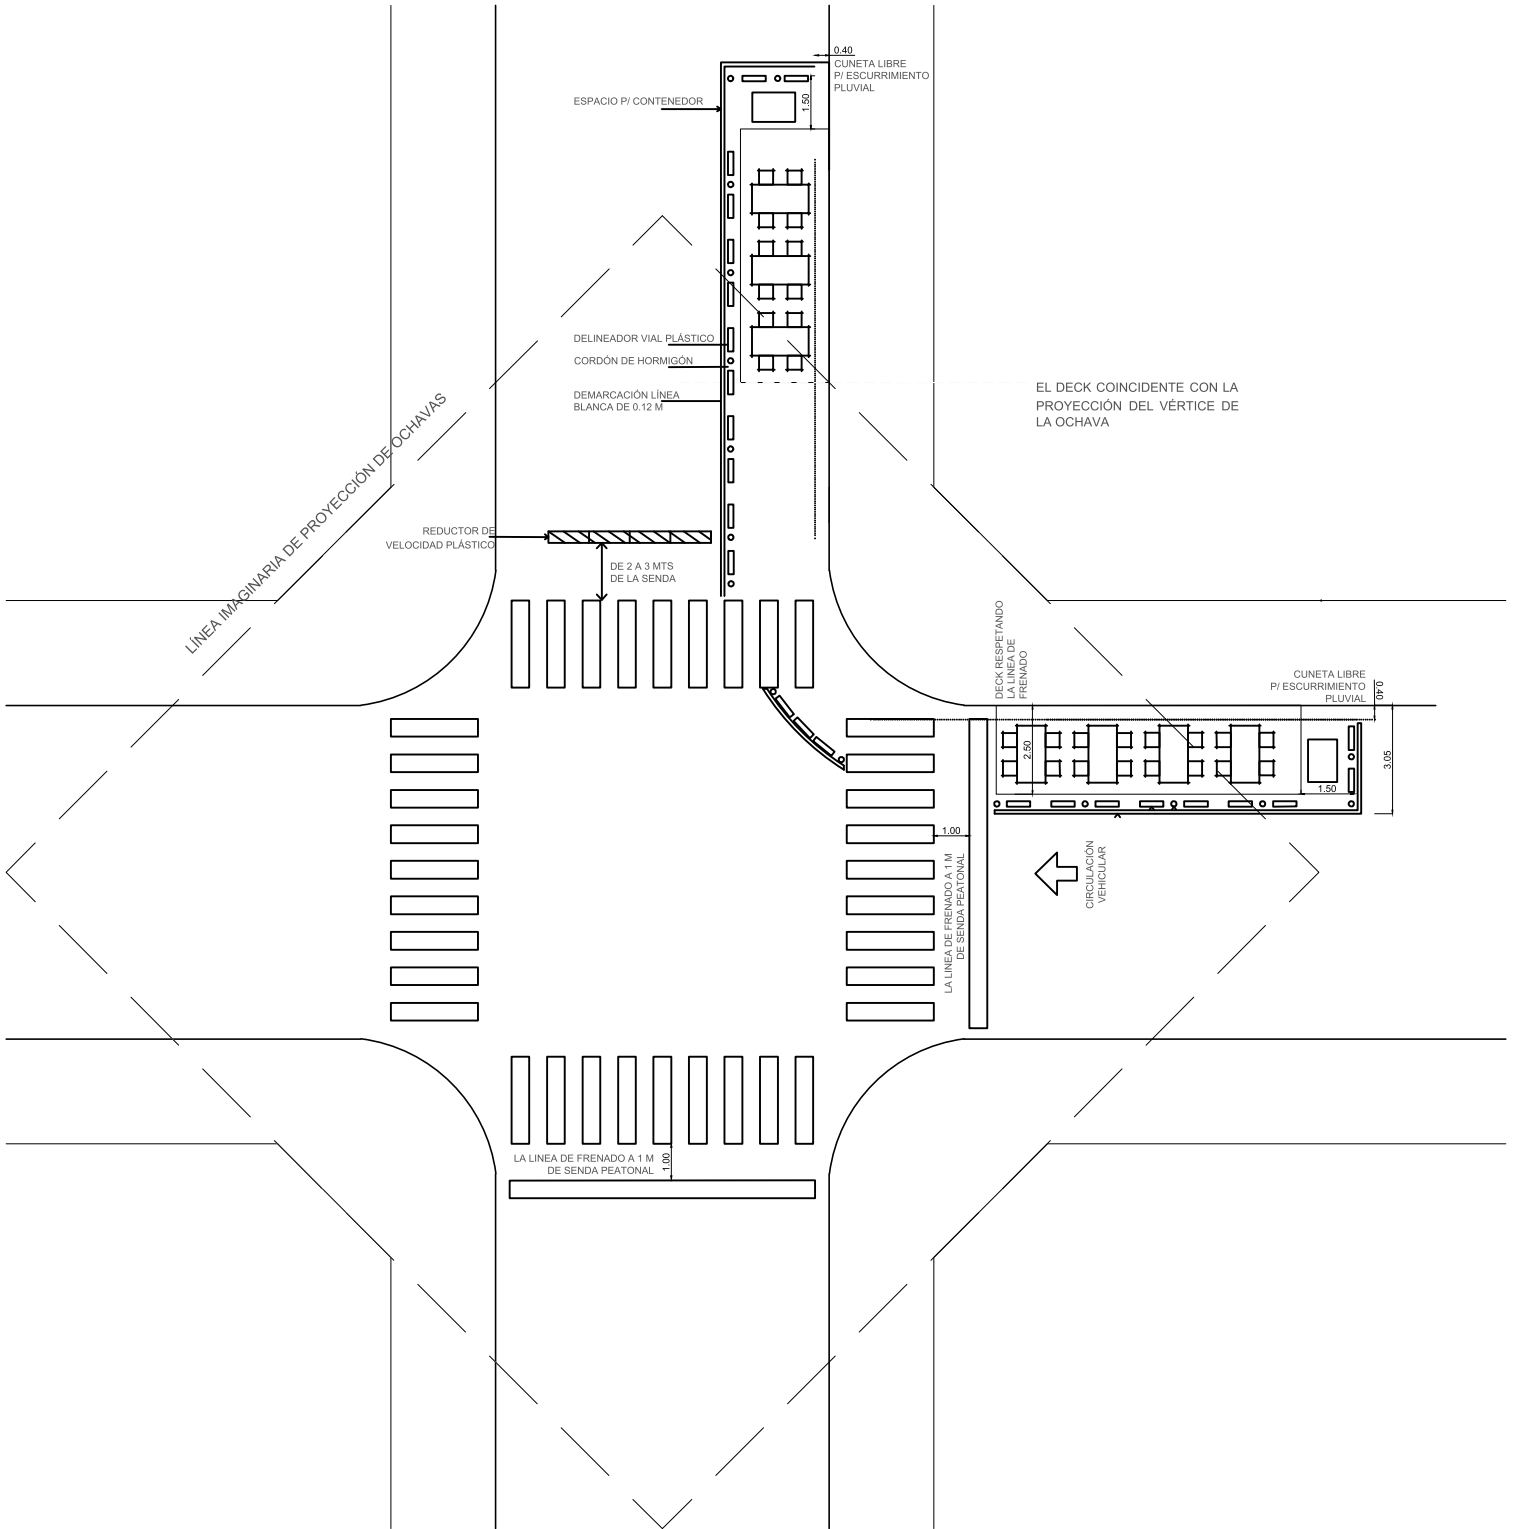 0.40
CUNETA LIBRE
P/ ESCURRIMIENTO
PLUVIAL
ESPACIO P/ CONTENEDOR
1.50
DELINEADOR VIAL PLÁSTICO
CORDÓN DE HORMIGÓN
DEMARCACIÓN LÍNEA
BLANCA DE 0.12 M
EL DECK COINCIDENTE CON LA
PROYECCIÓN DEL VÉRTICE DE
LA OCHAVA
LÍNEA IMAGINARIA DE PROYECCIÓN DE OCHAVAS
REDUCTOR DE
VELOCIDAD PLÁSTICO
DE 2 A 3 MTS
DE LA SENDA
DECK RESPETANDO
LA LINEA DE
FRENADO
CUNETA LIBRE
P/ ESCURRIMIENTO
PLUVIAL
0.40
2.50
3.05
1.50
1.00
LA LINEA DE FRENADO A 1 M
DE SENDA PEATONAL
CIRCULACIÓN
VEHICULAR
LA LINEA DE FRENADO A 1 M
DE SENDA PEATONAL
1.00